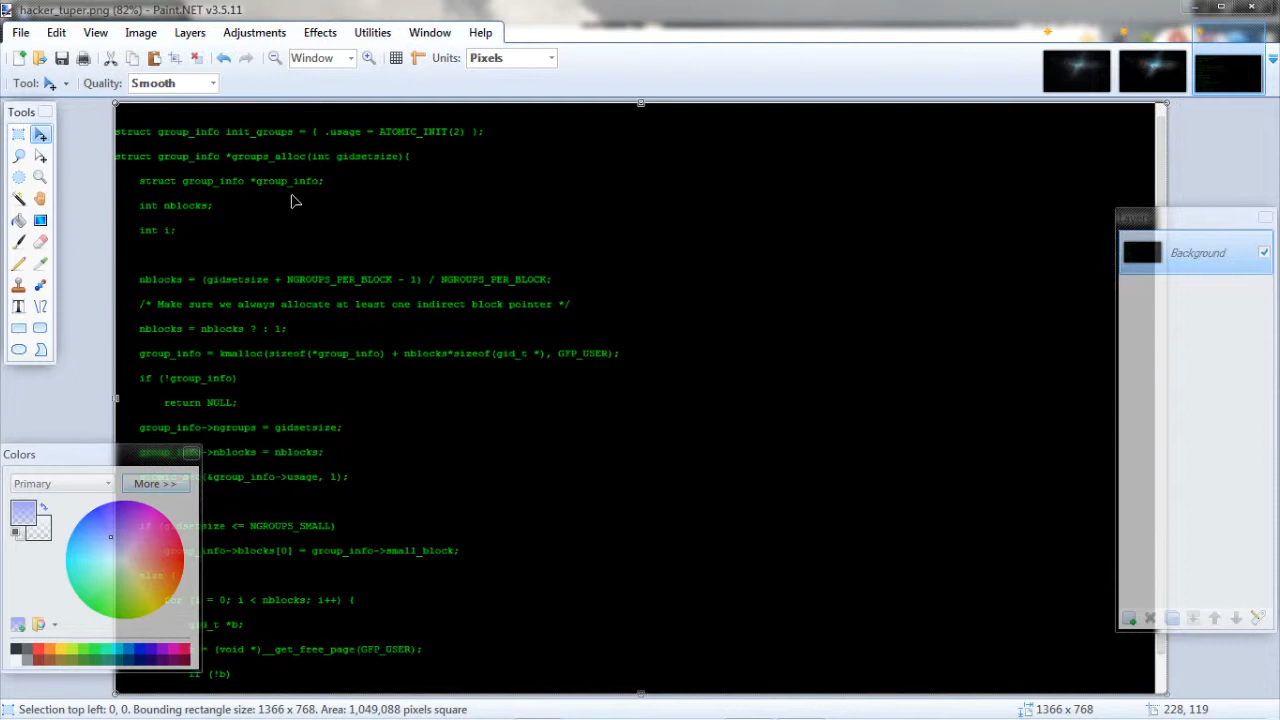 hacker_tuper.png (82%) - Paint.NET v3.5.11
File Edit View Image Layers Adjustments Effects Utilities Window Help
Window Units: Pixels
Tool: Quality: Smooth
Tools
struct group_info init_groups = { .usage = ATOMIC_INIT(2) };
struct group_info *groups_alloc(int gidsetsize){
struct group_info *group_info;
int nblocks;
int i;
nblocks = (gidsetsize + NGROUPS_PER_BLOCK - 1) / NGROUPS_PER_BLOCK;
/* Make sure we always allocate at least one indirect block pointer */
nblocks = nblocks ? : 1;
group_info = kmalloc(sizeof(*group_info) + nblocks*sizeof(gid_t *), GFP_USER);
if (!group_info)
return NULL;
group_info->ngroups = gidsetsize;
group_info->nblocks = nblocks;
(&group_info->usage, 1);
if (gidsetsize <= NGROUPS_SMALL)
group_info->blocks[0] = group_info->small_block;
else {
for (i = 0; i < nblocks; i++) {
gid_t *b;
= (void *)__get_free_page(GFP_USER);
if (!b)
Layers
Background
Colors
Primary More >>
Selection top left: 0, 0. Bounding rectangle size: 1366 x 768. Area: 1,049,088 pixels square 1366 x 768 228, 119